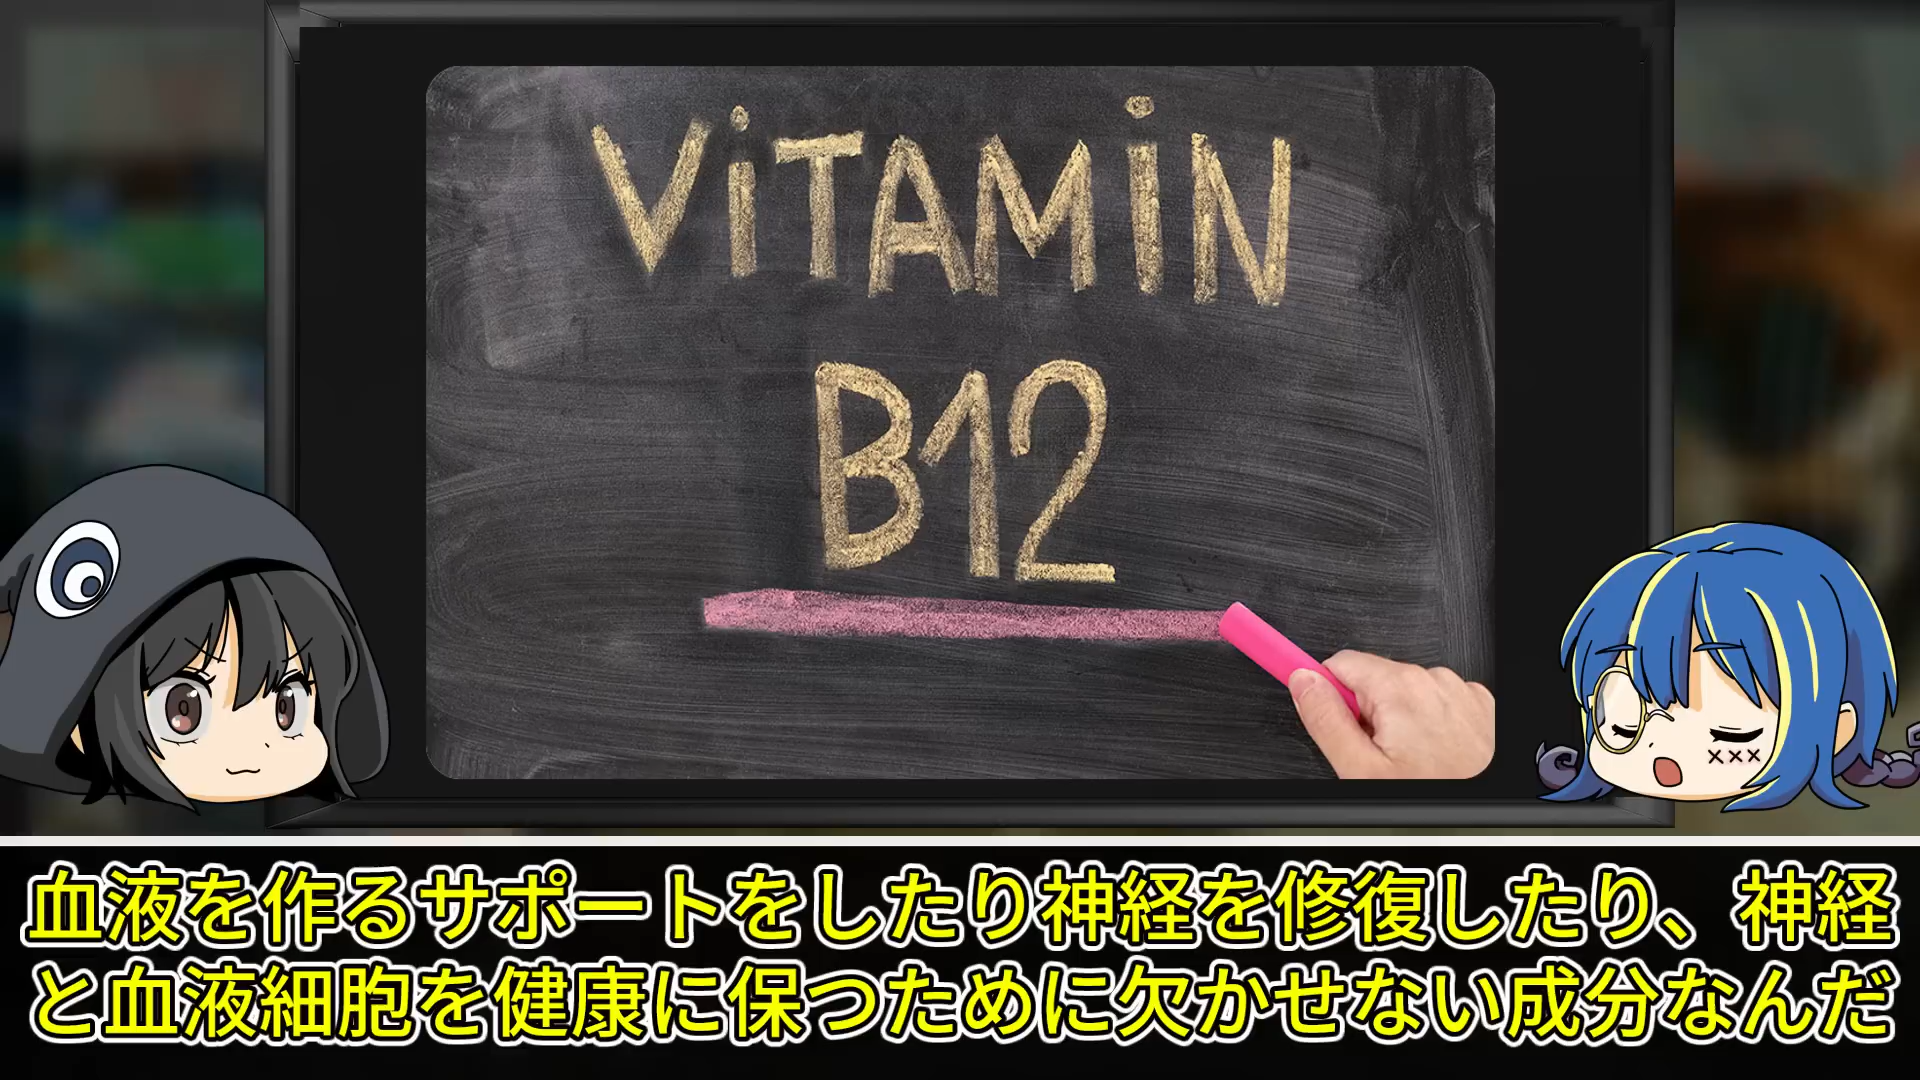 ViTAMiN
B12
血液を作るサポートをしたり神経を修復したり、神経
と血液細胞を健康に保つために欠かせない成分なんだ